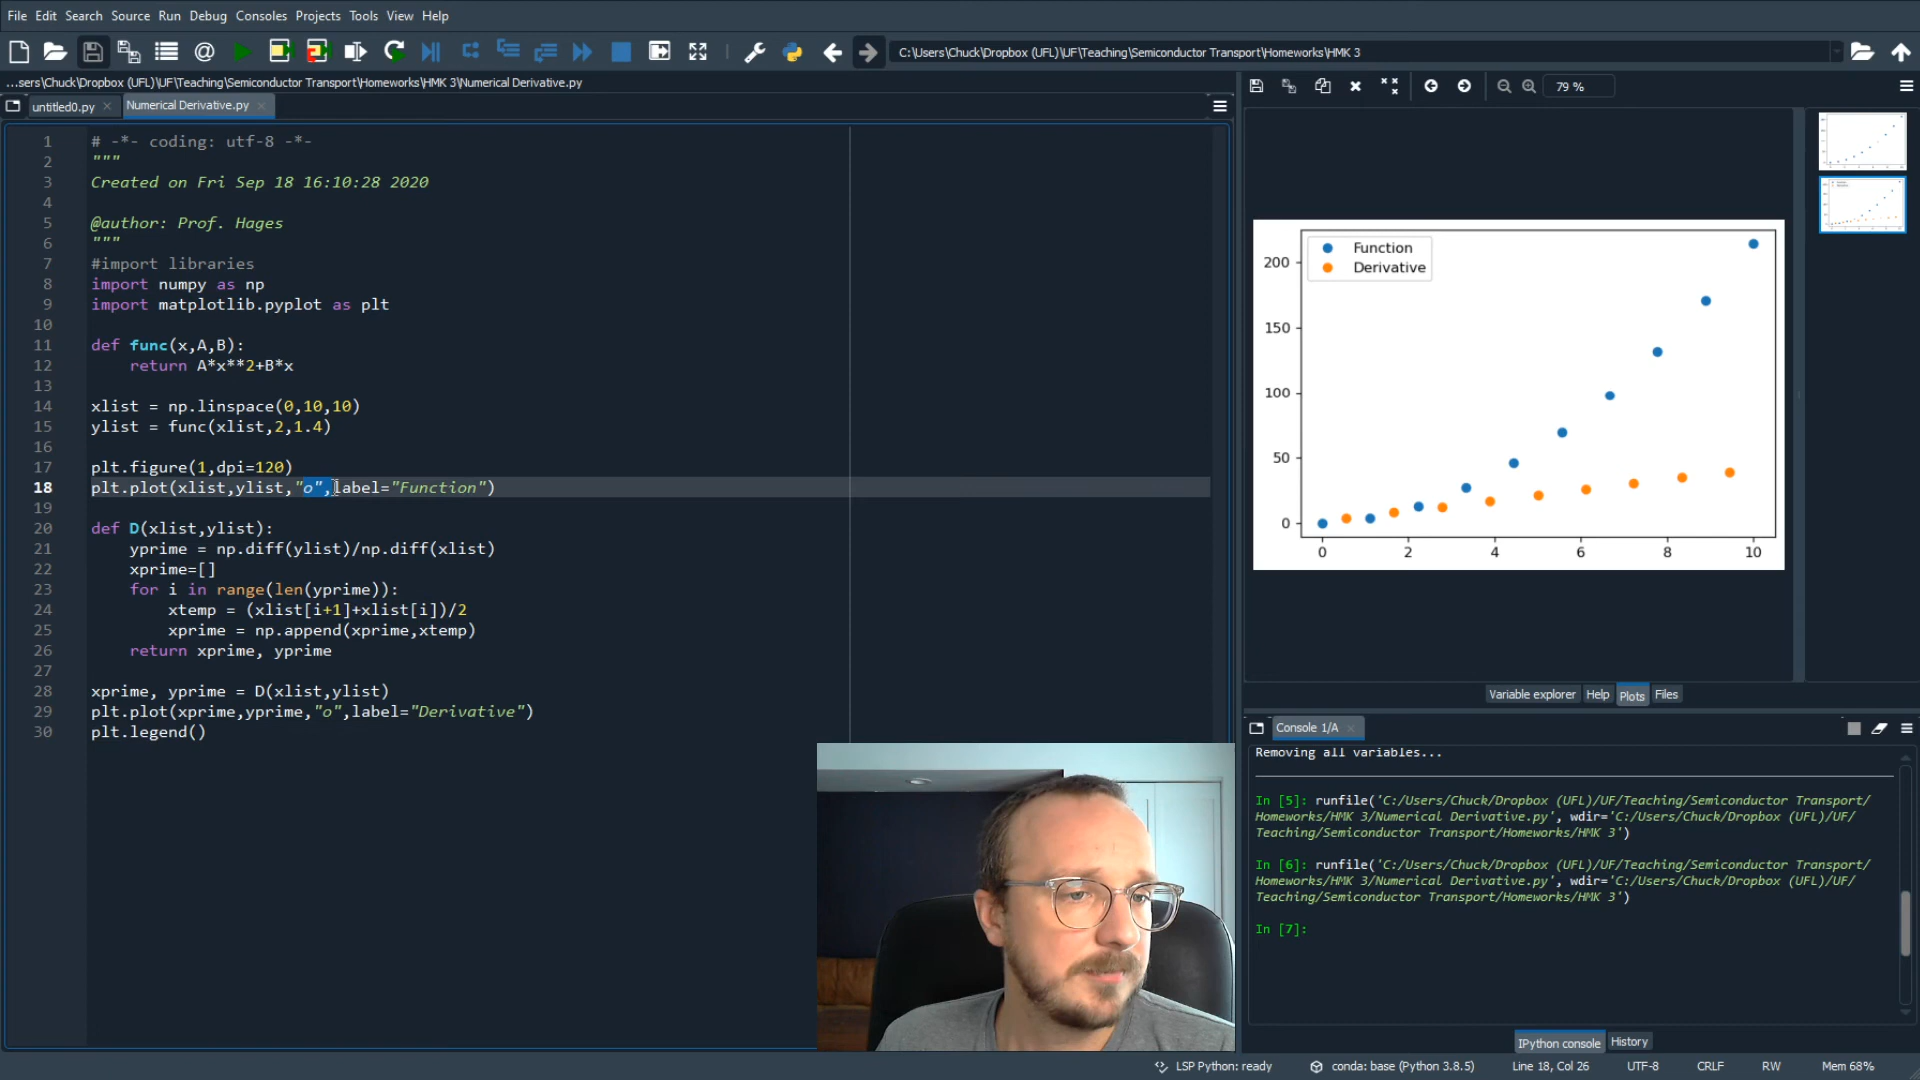 File Edit Search Source Run Debug Consoles Projects Tools View Help
C:\Users\Chuck\Dropbox (UFL)\UF\Teaching\Semiconductor Transport\Homeworks\HMK 3
...sers\Chuck\Dropbox (UFL)\UF\Teaching\Semiconductor Transport\Homeworks\HMK 3\Numerical Derivative.py
untitled0.py
Numerical Derivative.py
79 %
1 # -*- coding: utf-8 -*-
2 """
3 Created on Fri Sep 18 16:10:28 2020
4
5 @author: Prof. Hages
6 """
7 #import libraries
8 import numpy as np
9 import matplotlib.pyplot as plt
10
11 def func(x,A,B):
12 return A*x**2+B*x
13
14 xlist = np.linspace(0,10,10)
15 ylist = func(xlist,2,1.4)
16
17 plt.figure(1,dpi=120)
18 plt.plot(xlist,ylist,"o",label="Function")
19
20 def D(xlist,ylist):
21 yprime = np.diff(ylist)/np.diff(xlist)
22 xprime=[]
23 for i in range(len(yprime)):
24 xtemp = (xlist[i+1]+xlist[i])/2
25 xprime = np.append(xprime,xtemp)
26 return xprime, yprime
27
28 xprime, yprime = D(xlist,ylist)
29 plt.plot(xprime,yprime,"o",label="Derivative")
30 plt.legend()
Function
Derivative
200
150
100
50
0
0 2 4 6 8 10
Variable explorer Help Plots Files
Console 1/A
Removing all variables...
In [5]: runfile('C:/Users/Chuck/Dropbox (UFL)/UF/Teaching/Semiconductor Transport/
Homeworks/HMK 3/Numerical Derivative.py', wdir='C:/Users/Chuck/Dropbox (UFL)/UF/
Teaching/Semiconductor Transport/Homeworks/HMK 3')
In [6]: runfile('C:/Users/Chuck/Dropbox (UFL)/UF/Teaching/Semiconductor Transport/
Homeworks/HMK 3/Numerical Derivative.py', wdir='C:/Users/Chuck/Dropbox (UFL)/UF/
Teaching/Semiconductor Transport/Homeworks/HMK 3')
In [7]:
IPython console History
LSP Python: ready conda: base (Python 3.8.5) Line 18, Col 26 UTF-8 CRLF RW Mem 68%